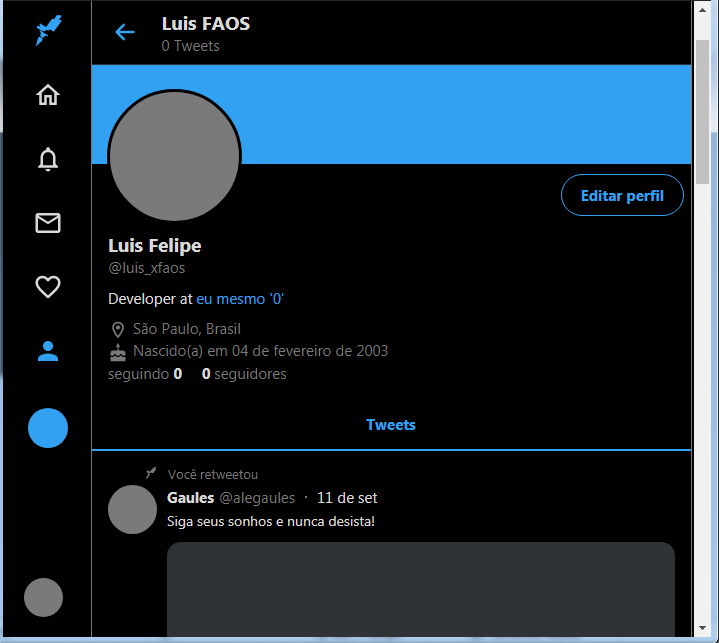 Luis FAOS
0 Tweets
Editar perfil
Luis Felipe
@luis_xfaos
Developer at eu mesmo '0'
São Paulo, Brasil
Nascido(a) em 04 de fevereiro de 2003
seguindo 0 0 seguidores
Tweets
Você retweetou
Gaules @alegaules · 11 de set
Siga seus sonhos e nunca desista!